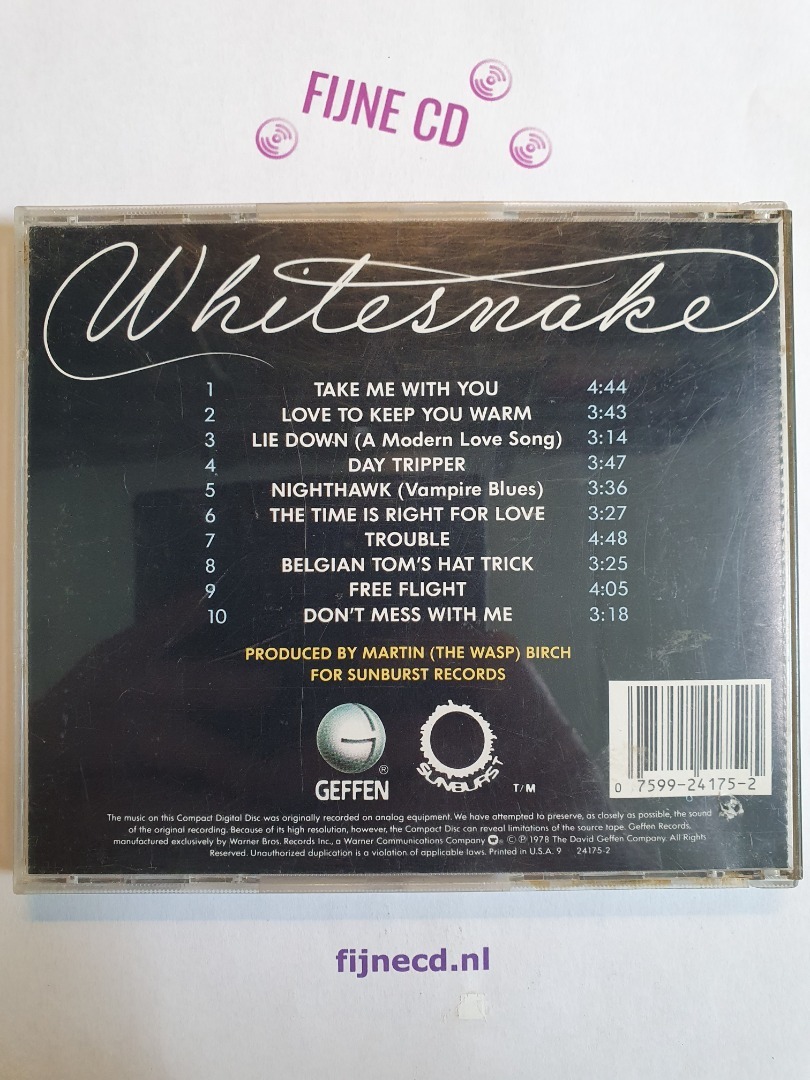 FIJNE CD
Whitesnake
1 TAKE ME WITH YOU 4:44
2 LOVE TO KEEP YOU WARM 3:43
3 LIE DOWN (A Modern Love Song) 3:14
4 DAY TRIPPER 3:47
5 NIGHTHAWK (Vampire Blues) 3:36
6 THE TIME IS RIGHT FOR LOVE 3:27
7 TROUBLE 4:48
8 BELGIAN TOM'S HAT TRICK 3:25
9 FREE FLIGHT 4:05
10 DON'T MESS WITH ME 3:18
PRODUCED BY MARTIN (THE WASP) BIRCH
FOR SUNBURST RECORDS
GEFFEN ®
SUNBURST T/M
0 7599-24175-2
The music on this Compact Digital Disc was originally recorded on analog equipment. We have attempted to preserve, as closely as possible, the sound
of the original recording. Because of its high resolution, however, the Compact Disc can reveal limitations of the source tape. Geffen Records.
manufactured exclusively by Warner Bros. Records Inc., a Warner Communications Company ®. © ℗ 1978 The David Geffen Company. All Rights
Reserved. Unauthorized duplication is a violation of applicable laws. Printed in U.S.A. 9 24175-2
fijnecd.nl